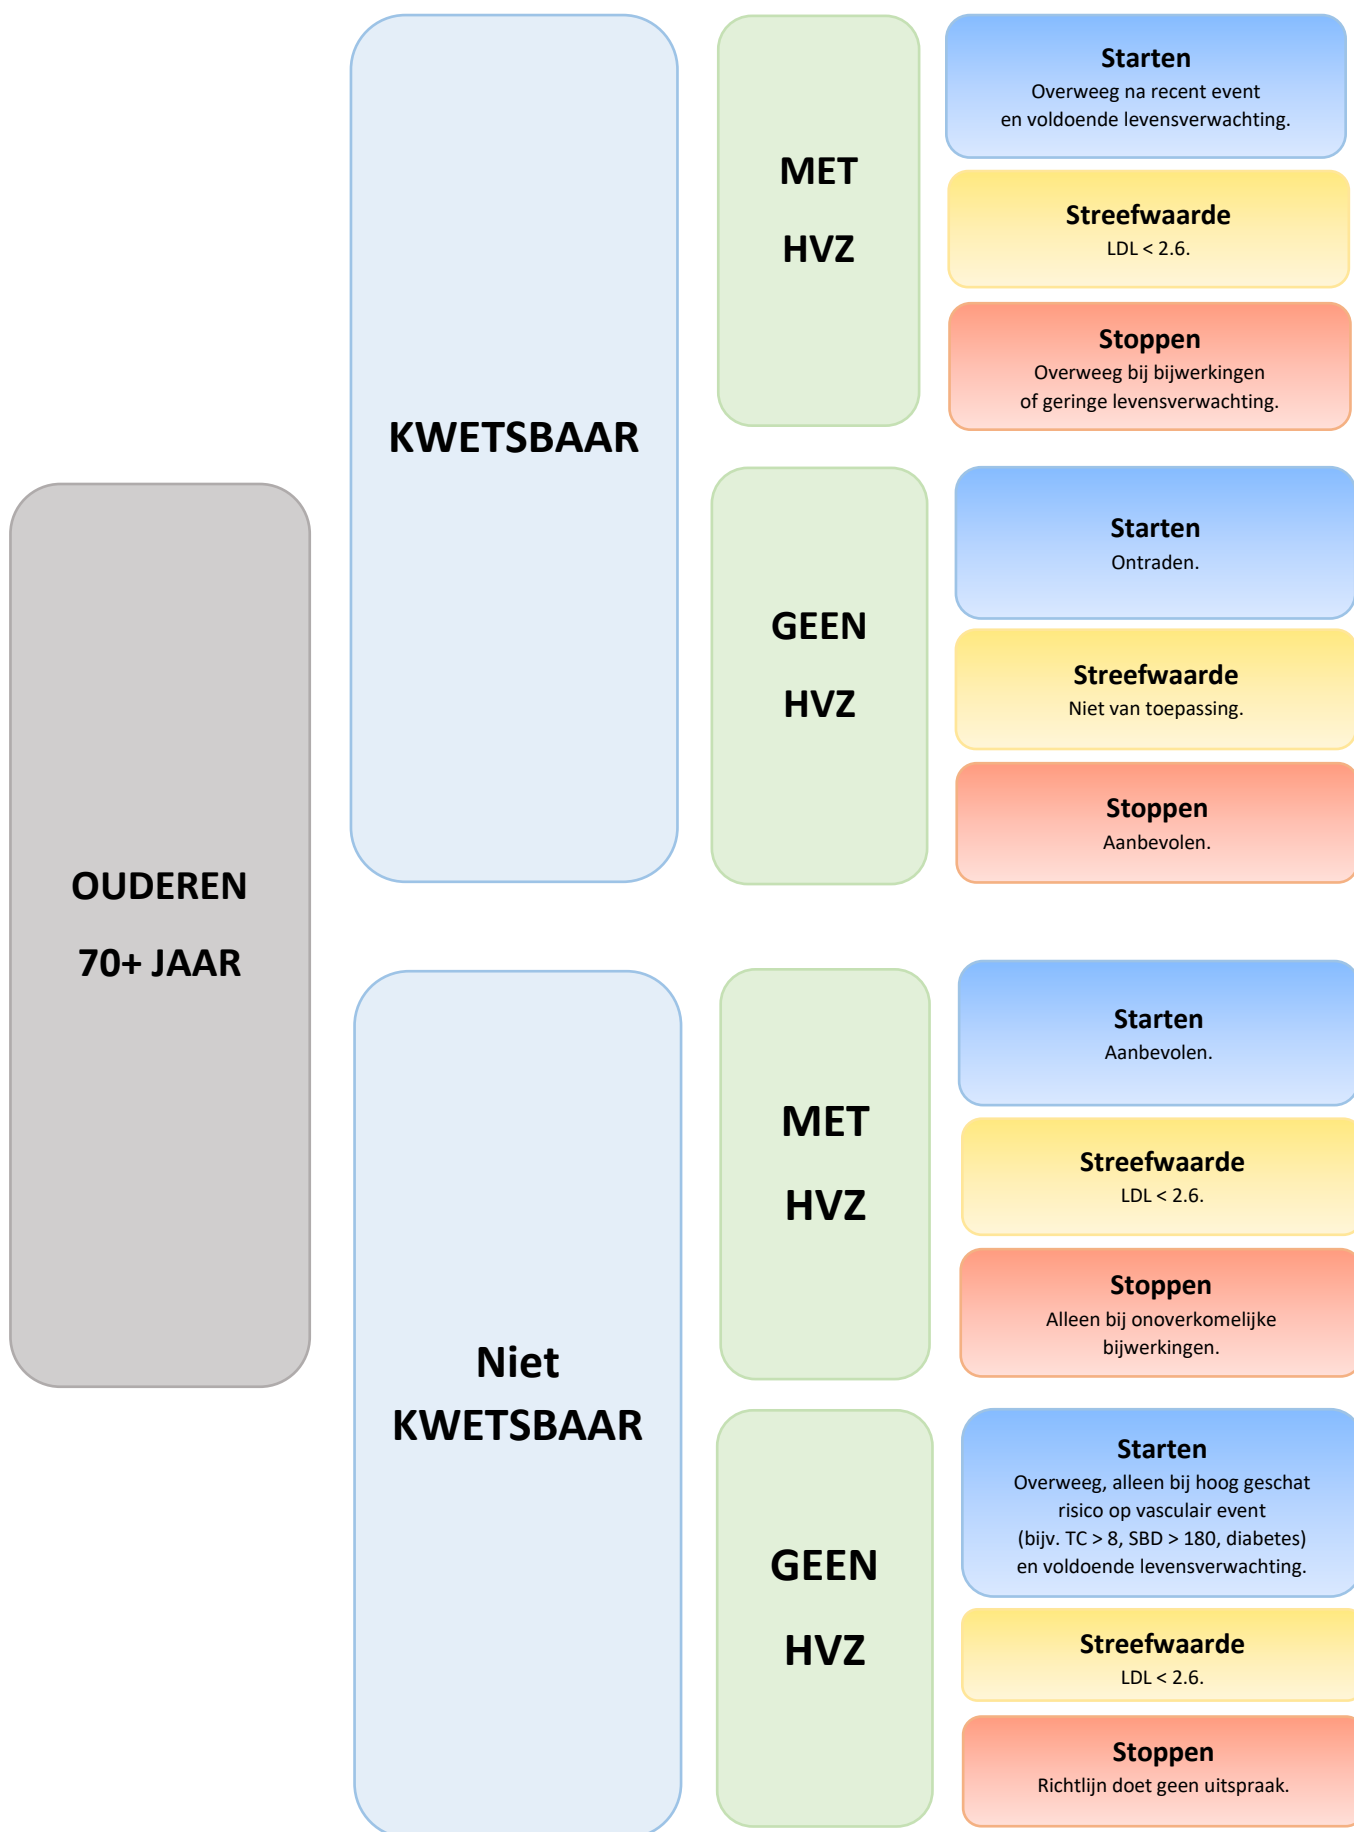 OUDEREN
70+ JAAR
KWETSBAAR
MET
HVZ
Starten
Overweeg na recent event
en voldoende levensverwachting.
Streefwaarde
LDL < 2.6.
Stoppen
Overweeg bij bijwerkingen
of geringe levensverwachting.
GEEN
HVZ
Starten
Ontraden.
Streefwaarde
Niet van toepassing.
Stoppen
Aanbevolen.
Niet
KWETSBAAR
MET
HVZ
Starten
Aanbevolen.
Streefwaarde
LDL < 2.6.
Stoppen
Alleen bij onoverkomelijke
bijwerkingen.
GEEN
HVZ
Starten
Overweeg, alleen bij hoog geschat
risico op vasculair event
(bijv. TC > 8, SBD > 180, diabetes)
en voldoende levensverwachting.
Streefwaarde
LDL < 2.6.
Stoppen
Richtlijn doet geen uitspraak.